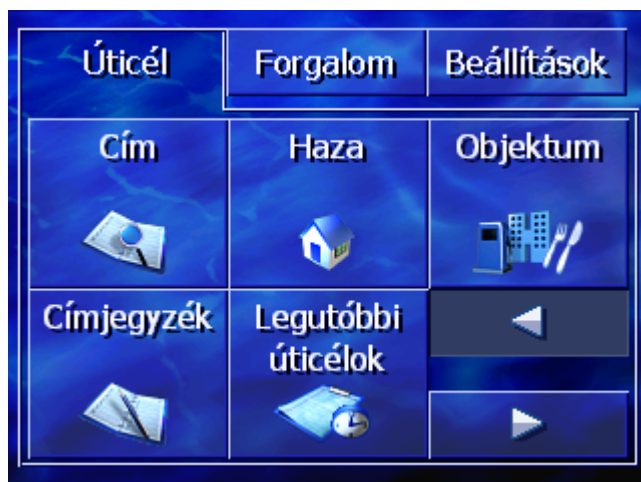 Úticél
Forgalom
Beállítások
Cím
Haza
Objektum
Címjegyzék
Legutóbbi
úticélok